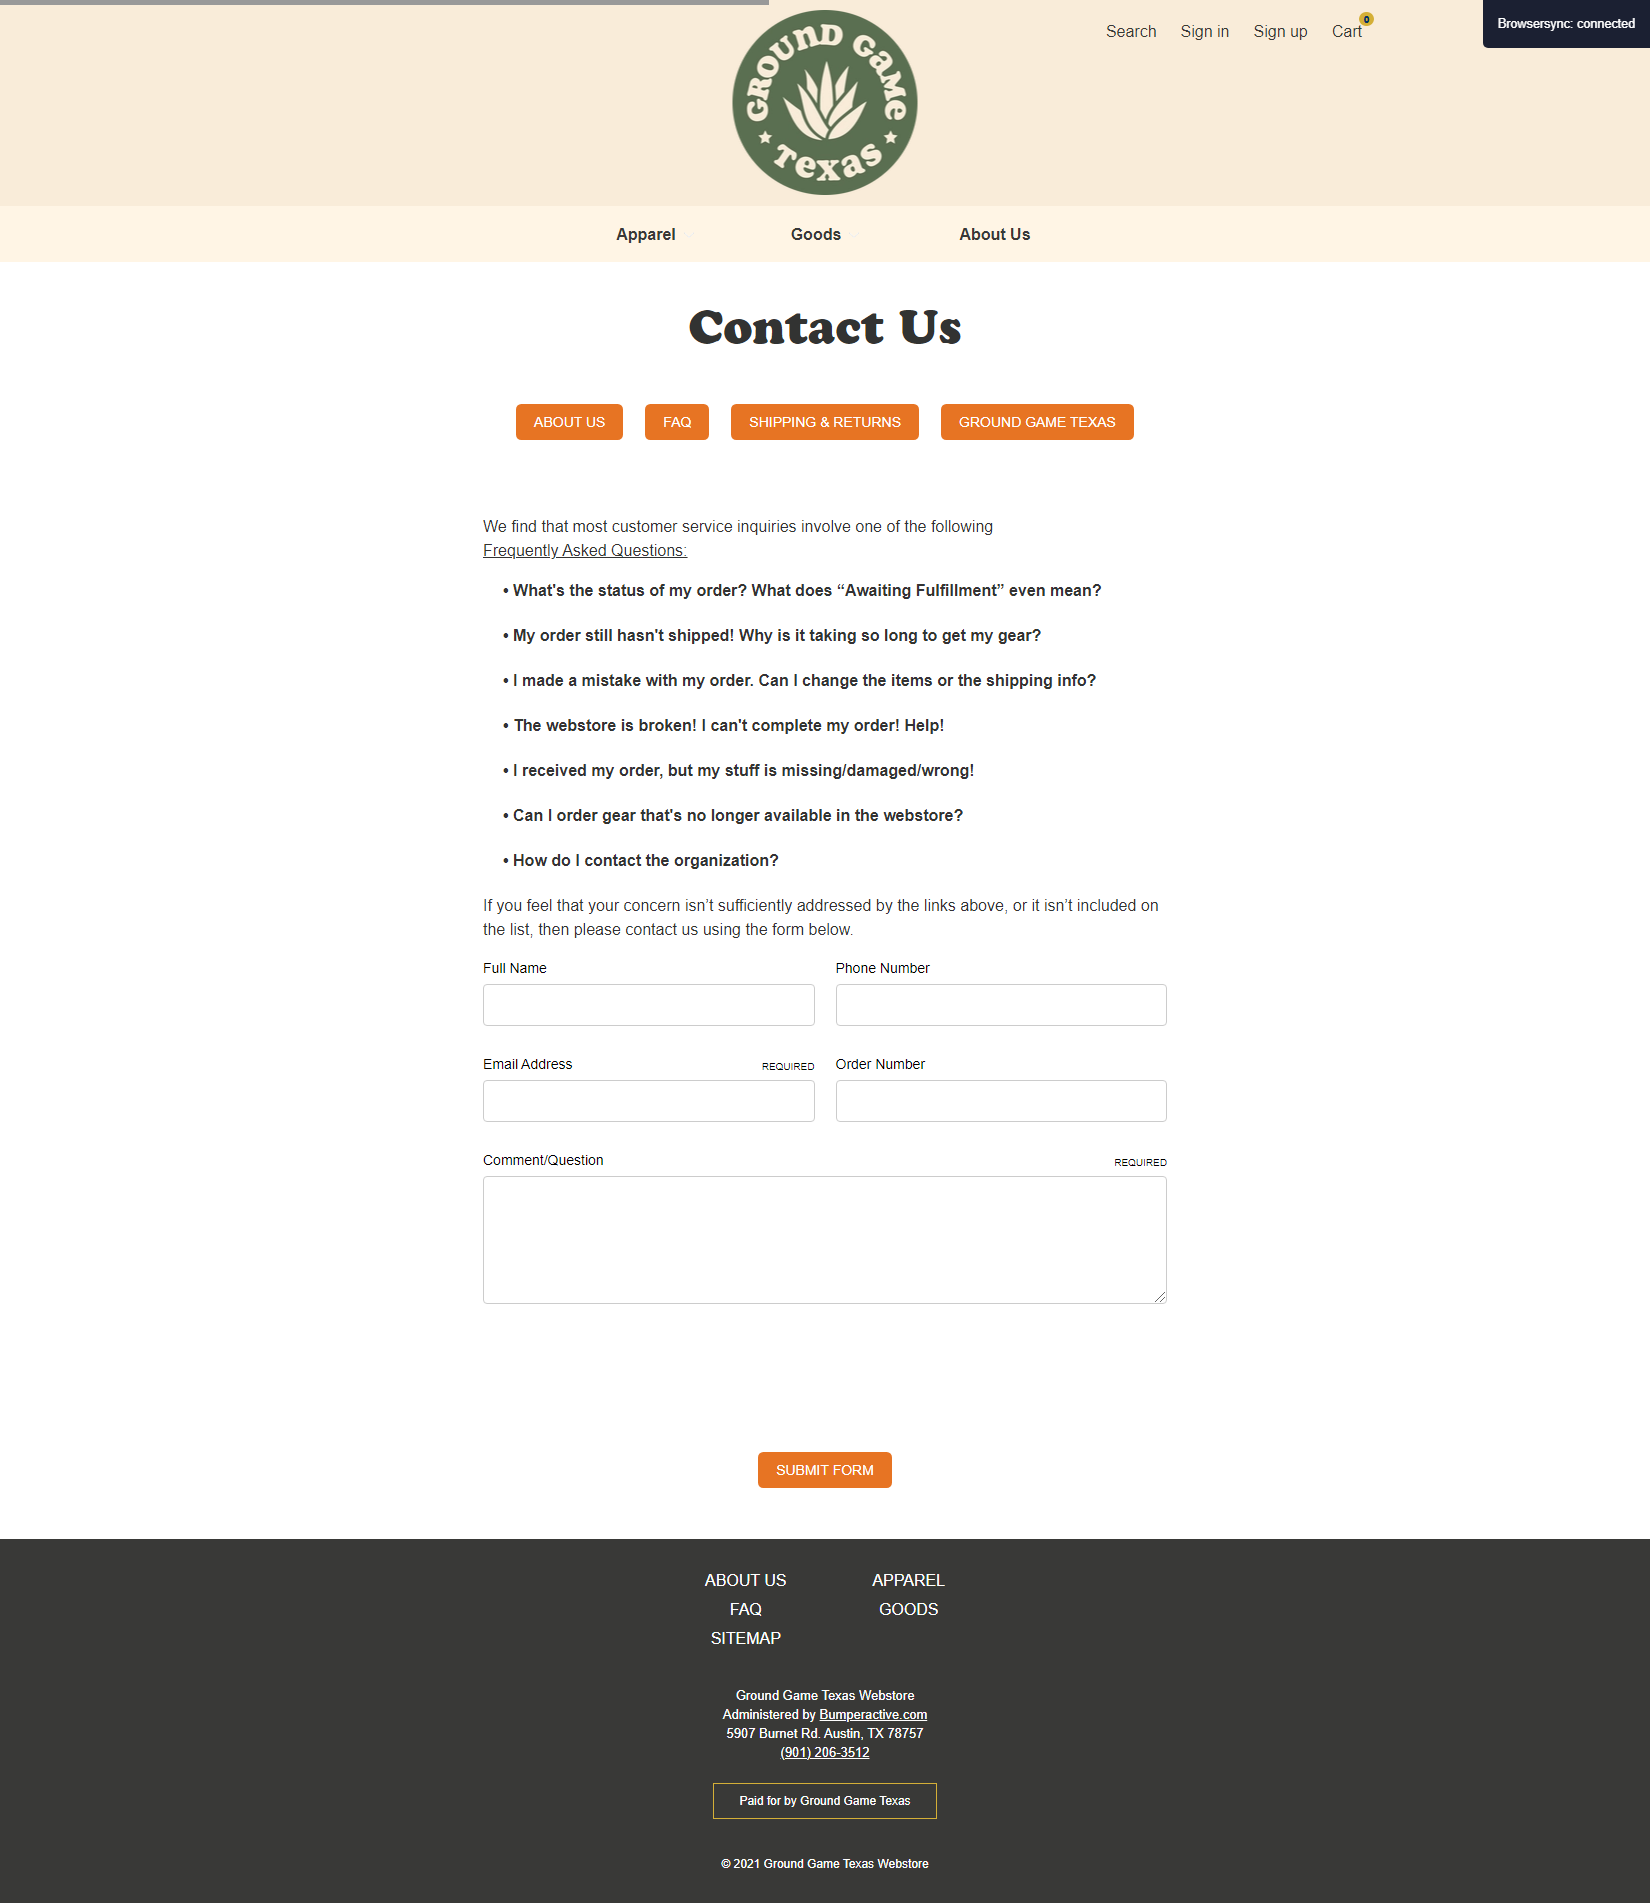 GROUND GAME
TEXAS
Search Sign in Sign up Cart 0
Browsersync: connected
Apparel Goods About Us
Contact Us
ABOUT US FAQ SHIPPING & RETURNS GROUND GAME TEXAS
We find that most customer service inquiries involve one of the following
Frequently Asked Questions:
• What's the status of my order? What does “Awaiting Fulfillment” even mean?
• My order still hasn't shipped! Why is it taking so long to get my gear?
• I made a mistake with my order. Can I change the items or the shipping info?
• The webstore is broken! I can't complete my order! Help!
• I received my order, but my stuff is missing/damaged/wrong!
• Can I order gear that's no longer available in the webstore?
• How do I contact the organization?
If you feel that your concern isn’t sufficiently addressed by the links above, or it isn’t included on
the list, then please contact us using the form below.
Full Name Phone Number
Email Address REQUIRED Order Number
Comment/Question REQUIRED
SUBMIT FORM
ABOUT US APPAREL
FAQ GOODS
SITEMAP
Ground Game Texas Webstore
Administered by Bumperactive.com
5907 Burnet Rd. Austin, TX 78757
(901) 206-3512
Paid for by Ground Game Texas
© 2021 Ground Game Texas Webstore